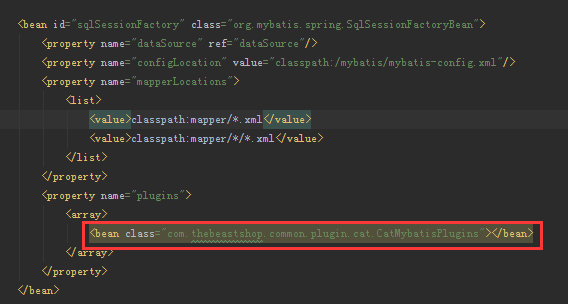 <bean id="sqlSessionFactory" class="org.mybatis.spring.SqlSessionFactoryBean">
<property name="dataSource" ref="dataSource"/>
<property name="configLocation" value="classpath:/mybatis/mybatis-config.xml"/>
<property name="mapperLocations">
<list>
<value>classpath:mapper/*.xml</value>
<value>classpath:mapper/*/*.xml</value>
</list>
</property>
<property name="plugins">
<array>
<bean class="com.thebeastshop.common.plugin.cat.CatMybatisPlugins"></bean>
</array>
</property>
</bean>